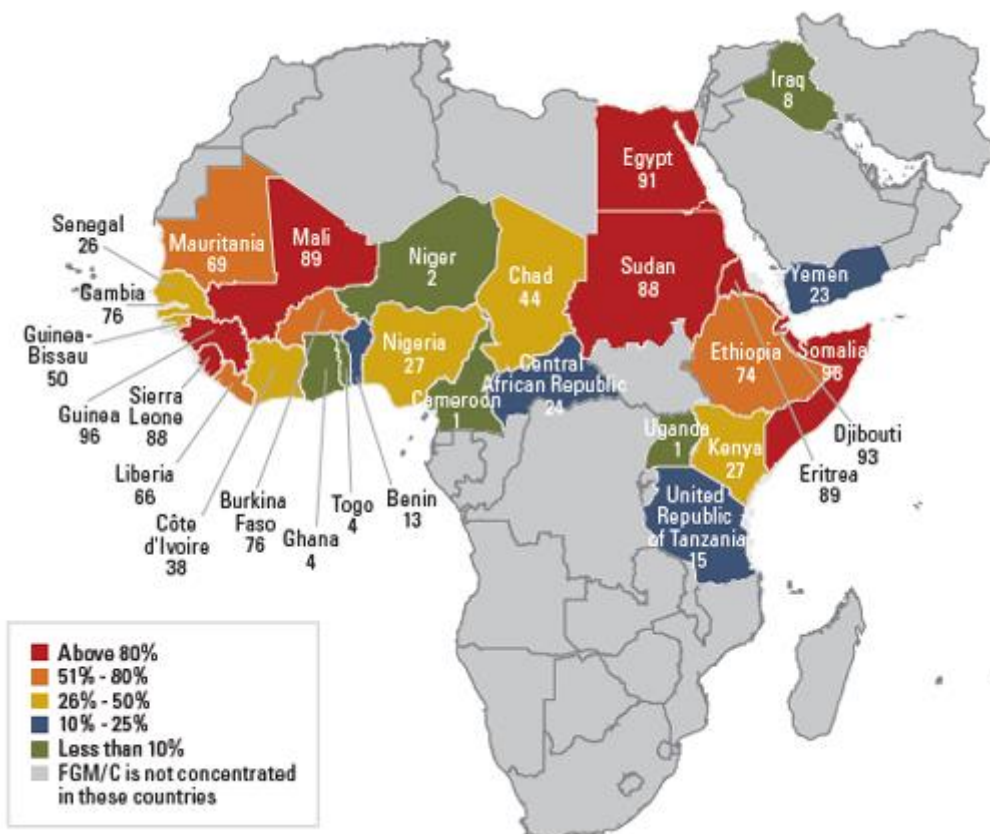 Iraq
8
Egypt
91
Senegal
26
Mauritania
69
Mali
89
Niger
2
Chad
44
Sudan
88
Yemen
23
Gambia
76
Guinea-
Bissau
50
Nigeria
27
Ethiopia
74
Somalia
98
Central
African Republic
24
Cameroon
1
Guinea
96
Sierra
Leone
88
Uganda
1
Kenya
27
Djibouti
93
Eritrea
89
Liberia
66
Burkina
Faso
76
Togo
4
Benin
13
Côte
d'Ivoire
38
Ghana
4
United
Republic
of Tanzania
15
Above 80%
51% - 80%
26% - 50%
10% - 25%
Less than 10%
FGM/C is not concentrated
in these countries